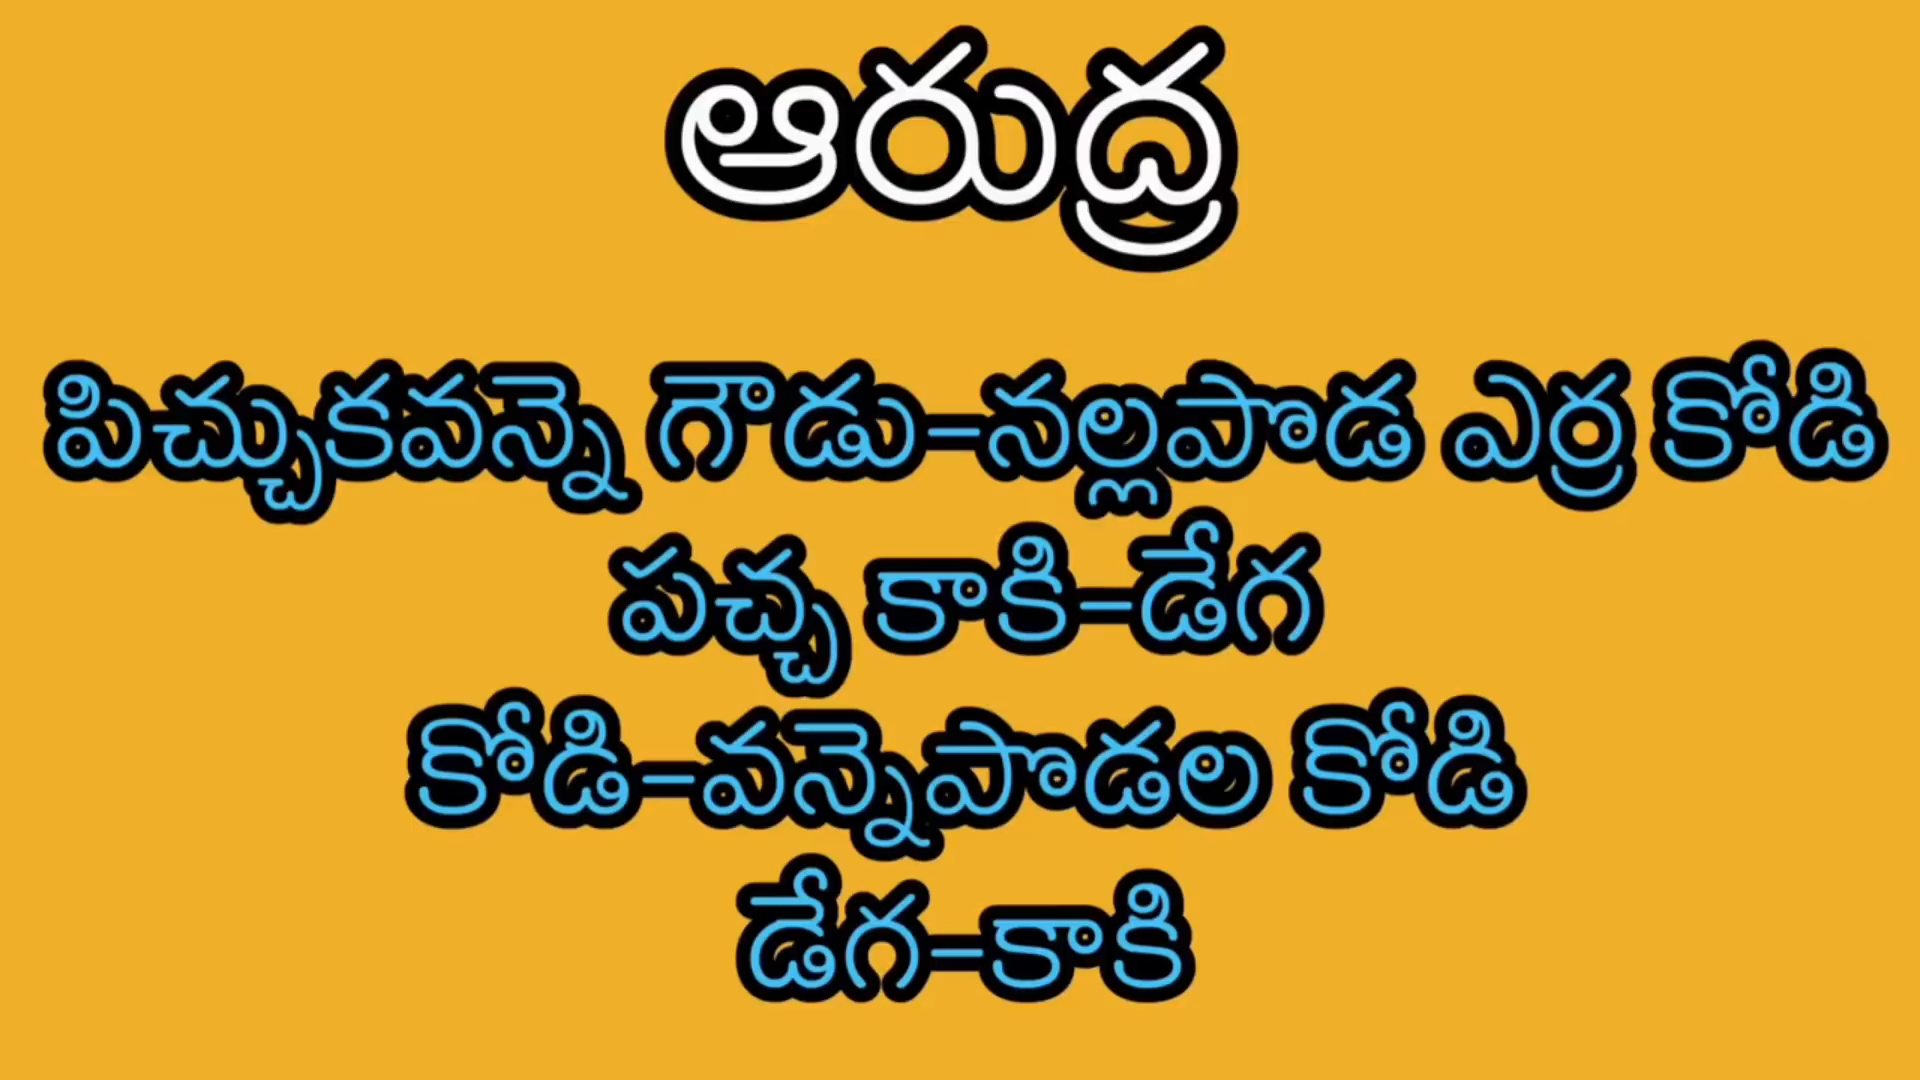 ఆరుద్ర
పిచ్చుకవన్నె గౌడు-నల్లపొడ ఎర్ర కోడి
పచ్చ కాకి-డేగ
కోడి-వన్నెపొడల కోడి
డేగ-కాకి